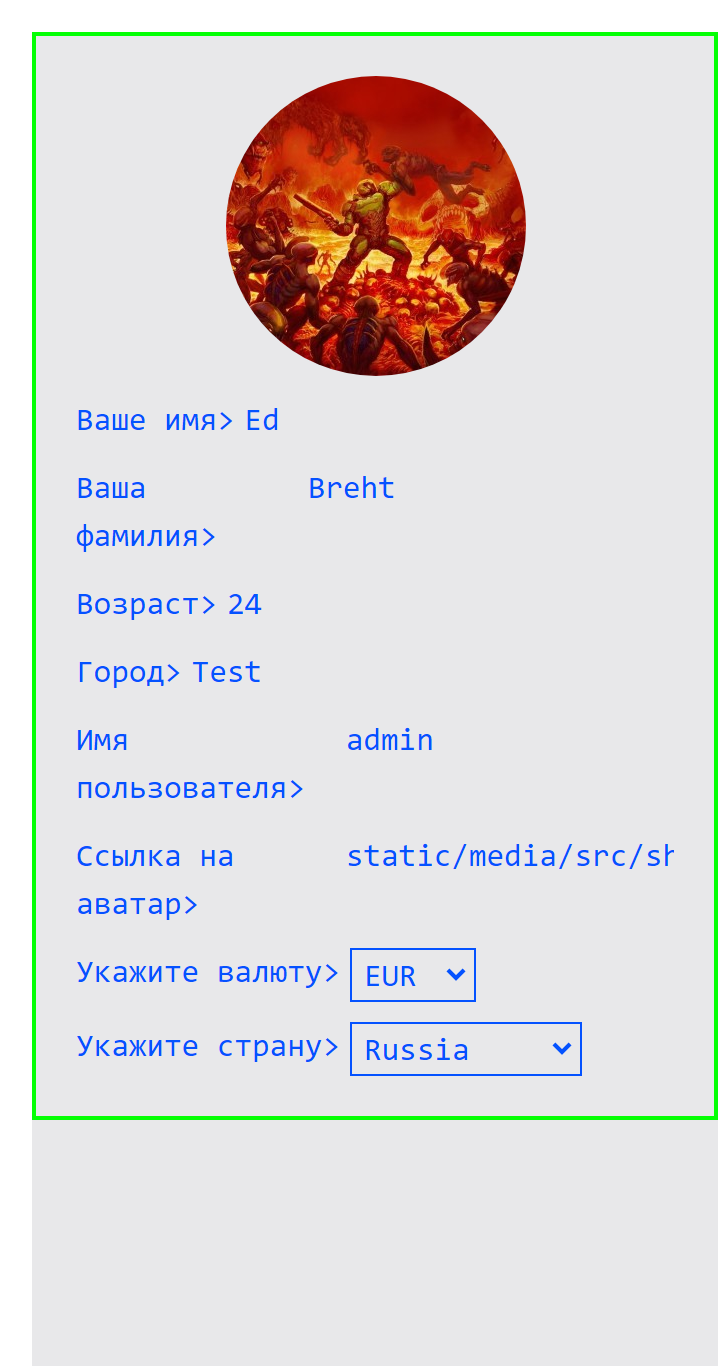 Ваше имя> Ed
Ваша Breht
фамилия>
Возраст> 24
Город> Test
Имя admin
пользователя>
Ссылка на static/media/src/sh
аватар>
Укажите валюту> EUR
Укажите страну> Russia